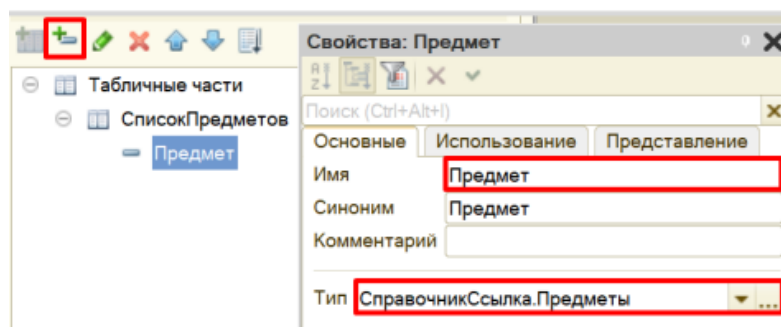 Свойства: Предмет
Поиск (Ctrl+Alt+I)
Табличные части
СписокПредметов
Предмет
Основные Использование Представление
Имя Предмет
Синоним Предмет
Комментарий
Тип СправочникСсылка.Предметы ...